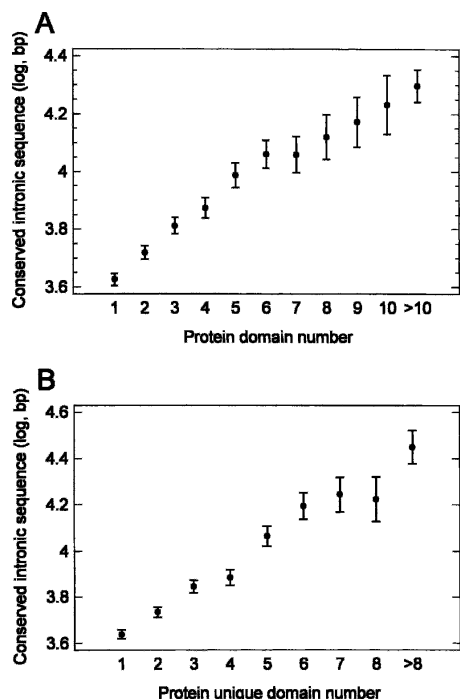 A
Conserved intronic sequence (log, bp)
4.4
4.2
4
3.8
3.6
1 2 3 4 5 6 7 8 9 10 >10
Protein domain number
B
Conserved intronic sequence (log, bp)
4.6
4.4
4.2
4
3.8
3.6
1 2 3 4 5 6 7 8 >8
Protein unique domain number